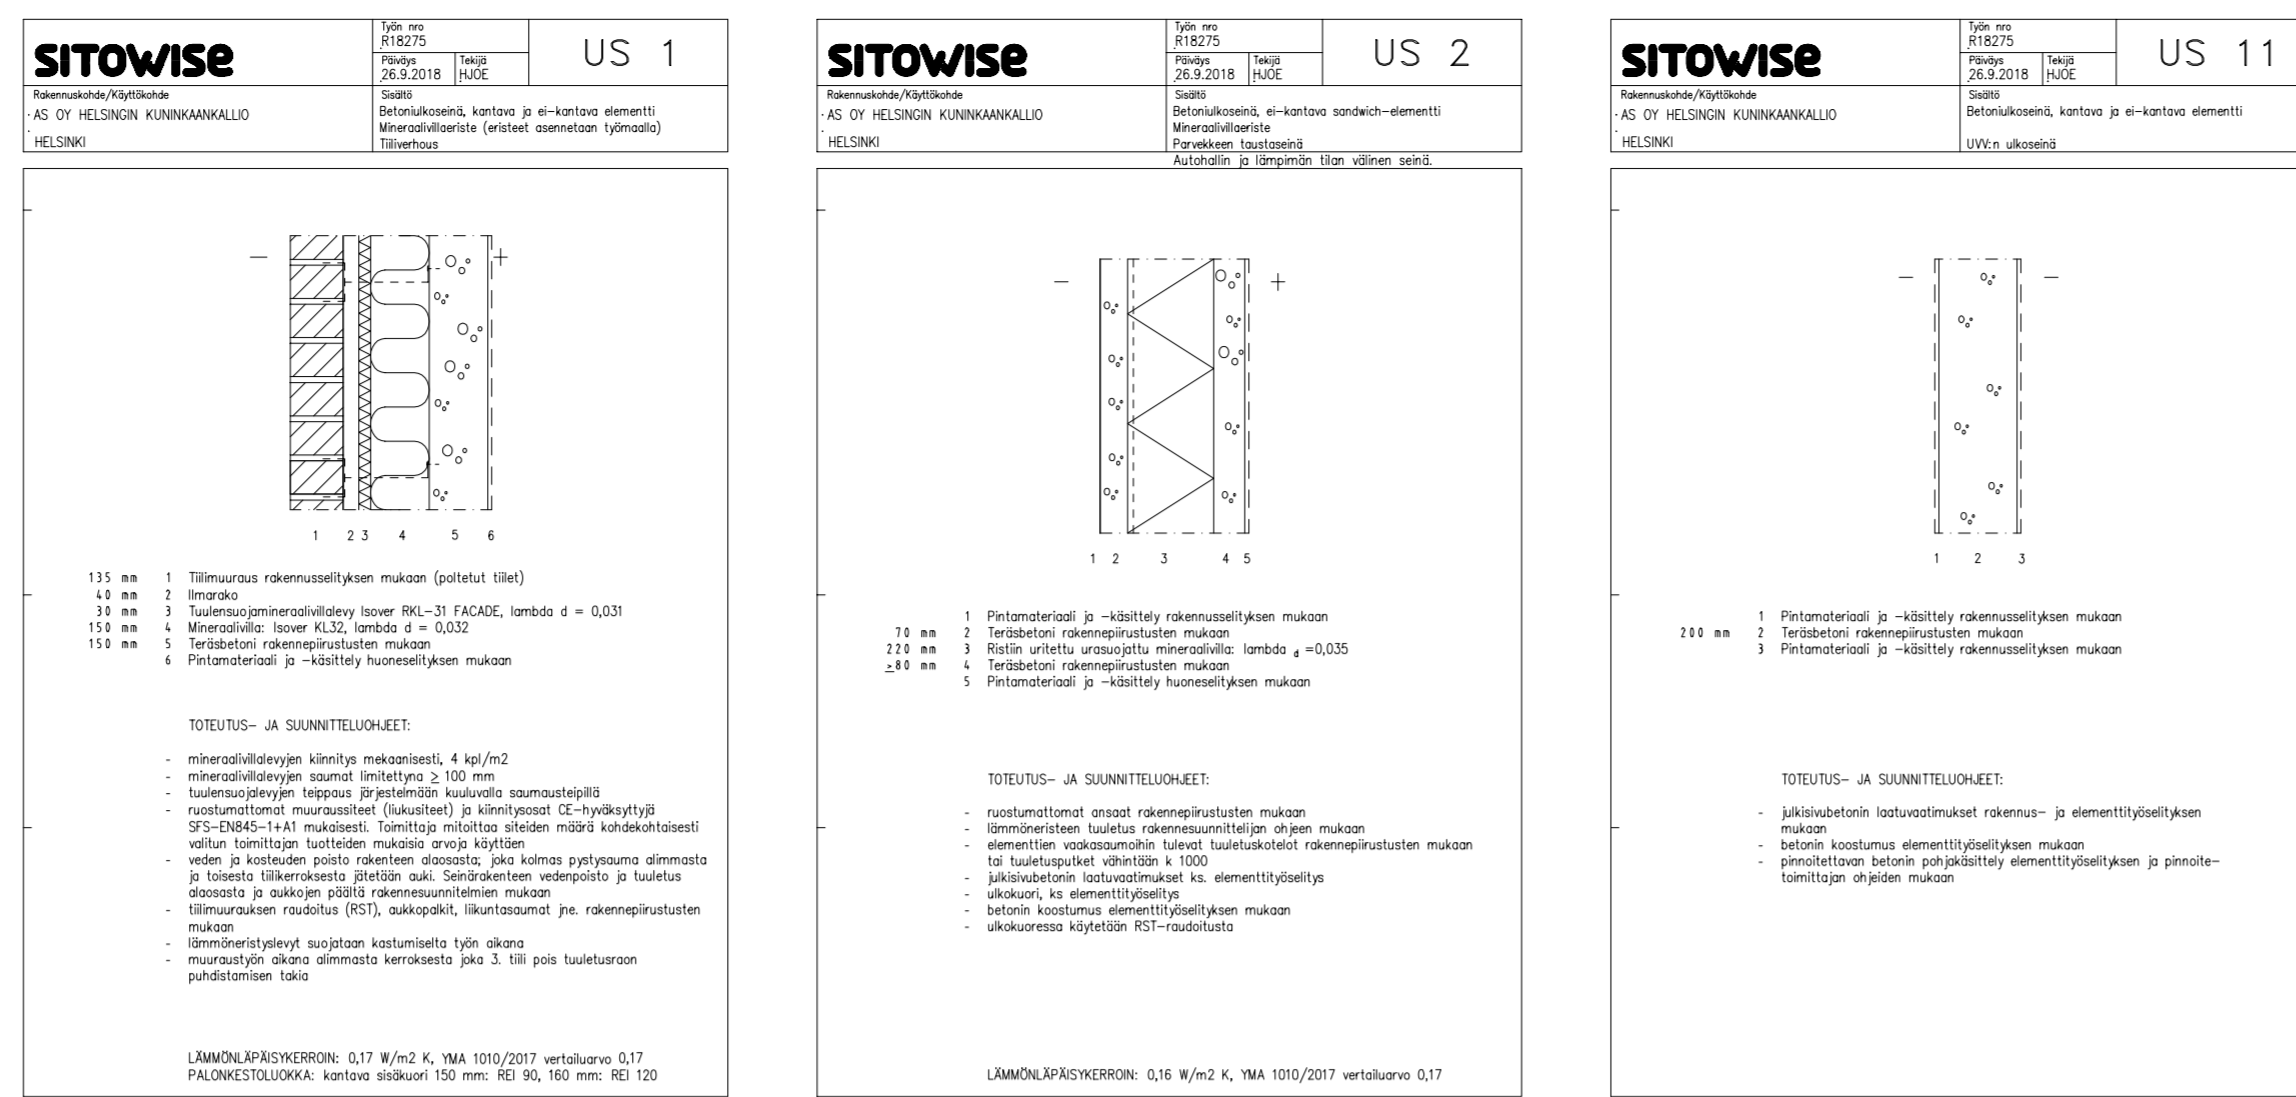 SITOWISE
Työn nro
R18275
Päiväys
26.9.2018
Tekijä
HJOE
US 1
Rakennuskohde/Käyttökohde
AS OY HELSINGIN KUNINKAANKALLIO
HELSINKI
Sisältö
Betoniulkoseinä, kantava ja ei-kantava elementti
Mineraalivillaeriste (eristeet asennetaan työmaalla)
Tiiliverhous
− +
1 2 3 4 5 6
135 mm 1 Tiilimuuraus rakennusselityksen mukaan (poltetut tiilet)
40 mm 2 Ilmarako
30 mm 3 Tuulensuojamineraalivillalevy Isover RKL-31 FACADE, lambda d = 0,031
150 mm 4 Mineraalivilla: Isover KL32, lambda d = 0,032
150 mm 5 Teräsbetoni rakennepiirustusten mukaan
6 Pintamateriaali ja -käsittely huoneselityksen mukaan
TOTEUTUS- JA SUUNNITTELUOHJEET:
- mineraalivillalevyjen kiinnitys mekaanisesti, 4 kpl/m2
- mineraalivillalevyjen saumat limitettyna ≥ 100 mm
- tuulensuojalevyjen teippaus järjestelmään kuuluvalla saumausteipillä
- ruostumattomat muuraussiteet (liukusiteet) ja kiinnitysosat CE-hyväksyttyjä
SFS-EN845-1+A1 mukaisesti. Toimittaja mitoittaa siteiden määrä kohdekohtaisesti
valitun toimittajan tuotteiden mukaisia arvoja käyttäen
- veden ja kosteuden poisto rakenteen alaosasta; joka kolmas pystysauma alimmasta
ja toisesta tiilikerroksesta jätetään auki. Seinärakenteen vedenpoisto ja tuuletus
alaosasta ja aukkojen päältä rakennesuunnitelmien mukaan
- tiilimuurauksen raudoitus (RST), aukkopalkit, liikuntasaumat jne. rakennepiirustusten
mukaan
- lämmöneristyslevyt suojataan kastumiselta työn aikana
- muuraustyön aikana alimmasta kerroksesta joka 3. tiili pois tuuletusraon
puhdistamisen takia
LÄMMÖNLÄPÄISYKERROIN: 0,17 W/m2 K, YMA 1010/2017 vertailuarvo 0,17
PALONKESTOLUOKKA: kantava sisäkuori 150 mm: REI 90, 160 mm: REI 120
SITOWISE
Työn nro
R18275
Päiväys
26.9.2018
Tekijä
HJOE
US 2
Rakennuskohde/Käyttökohde
AS OY HELSINGIN KUNINKAANKALLIO
HELSINKI
Sisältö
Betoniulkoseinä, ei-kantava sandwich-elementti
Mineraalivillaeriste
Parvekkeen taustaseinä
Autohallin ja lämpimän tilan välinen seinä.
− +
1 2 3 4 5
1 Pintamateriaali ja -käsittely rakennusselityksen mukaan
70 mm 2 Teräsbetoni rakennepiirustusten mukaan
220 mm 3 Ristiin uritettu urasuojattu mineraalivilla: lambda d =0,035
≥80 mm 4 Teräsbetoni rakennepiirustusten mukaan
5 Pintamateriaali ja -käsittely huoneselityksen mukaan
TOTEUTUS- JA SUUNNITTELUOHJEET:
- ruostumattomat ansaat rakennepiirustusten mukaan
- lämmöneristeen tuuletus rakennesuunnittelijan ohjeen mukaan
- elementtien vaakasaumoihin tulevat tuuletuskotelot rakennepiirustusten mukaan
tai tuuletusputket vähintään k 1000
- julkisivubetonin laatuvaatimukset ks. elementtityöselitys
- ulkokuori, ks elementtityöselitys
- betonin koostumus elementtityöselityksen mukaan
- ulkokuoressa käytetään RST-raudoitusta
LÄMMÖNLÄPÄISYKERROIN: 0,16 W/m2 K, YMA 1010/2017 vertailuarvo 0,17
SITOWISE
Työn nro
R18275
Päiväys
26.9.2018
Tekijä
HJOE
US 11
Rakennuskohde/Käyttökohde
AS OY HELSINGIN KUNINKAANKALLIO
HELSINKI
Sisältö
Betoniulkoseinä, kantava ja ei-kantava elementti
UVV:n ulkoseinä
− −
1 2 3
1 Pintamateriaali ja -käsittely rakennusselityksen mukaan
200 mm 2 Teräsbetoni rakennepiirustusten mukaan
3 Pintamateriaali ja -käsittely rakennusselityksen mukaan
TOTEUTUS- JA SUUNNITTELUOHJEET:
- julkisivubetonin laatuvaatimukset rakennus- ja elementtityöselityksen
mukaan
- betonin koostumus elementtityöselityksen mukaan
- pinnoitettavan betonin pohjakäsittely elementtityöselityksen ja pinnoite-
toimittajan ohjeiden mukaan